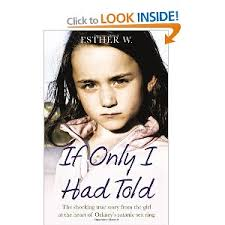 Click to LOOK INSIDE!
ESTHER W.
If Only I
Had Told
The shocking true story from the girl
at the heart of Orkney's satanic sex ring